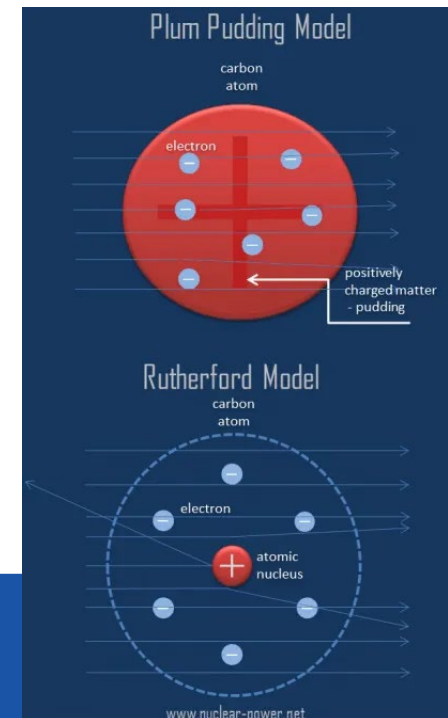 Plum Pudding Model
carbon
atom
electron
positively
charged matter
- pudding
Rutherford Model
carbon
atom
electron
atomic
nucleus
www.nuclear-power.net